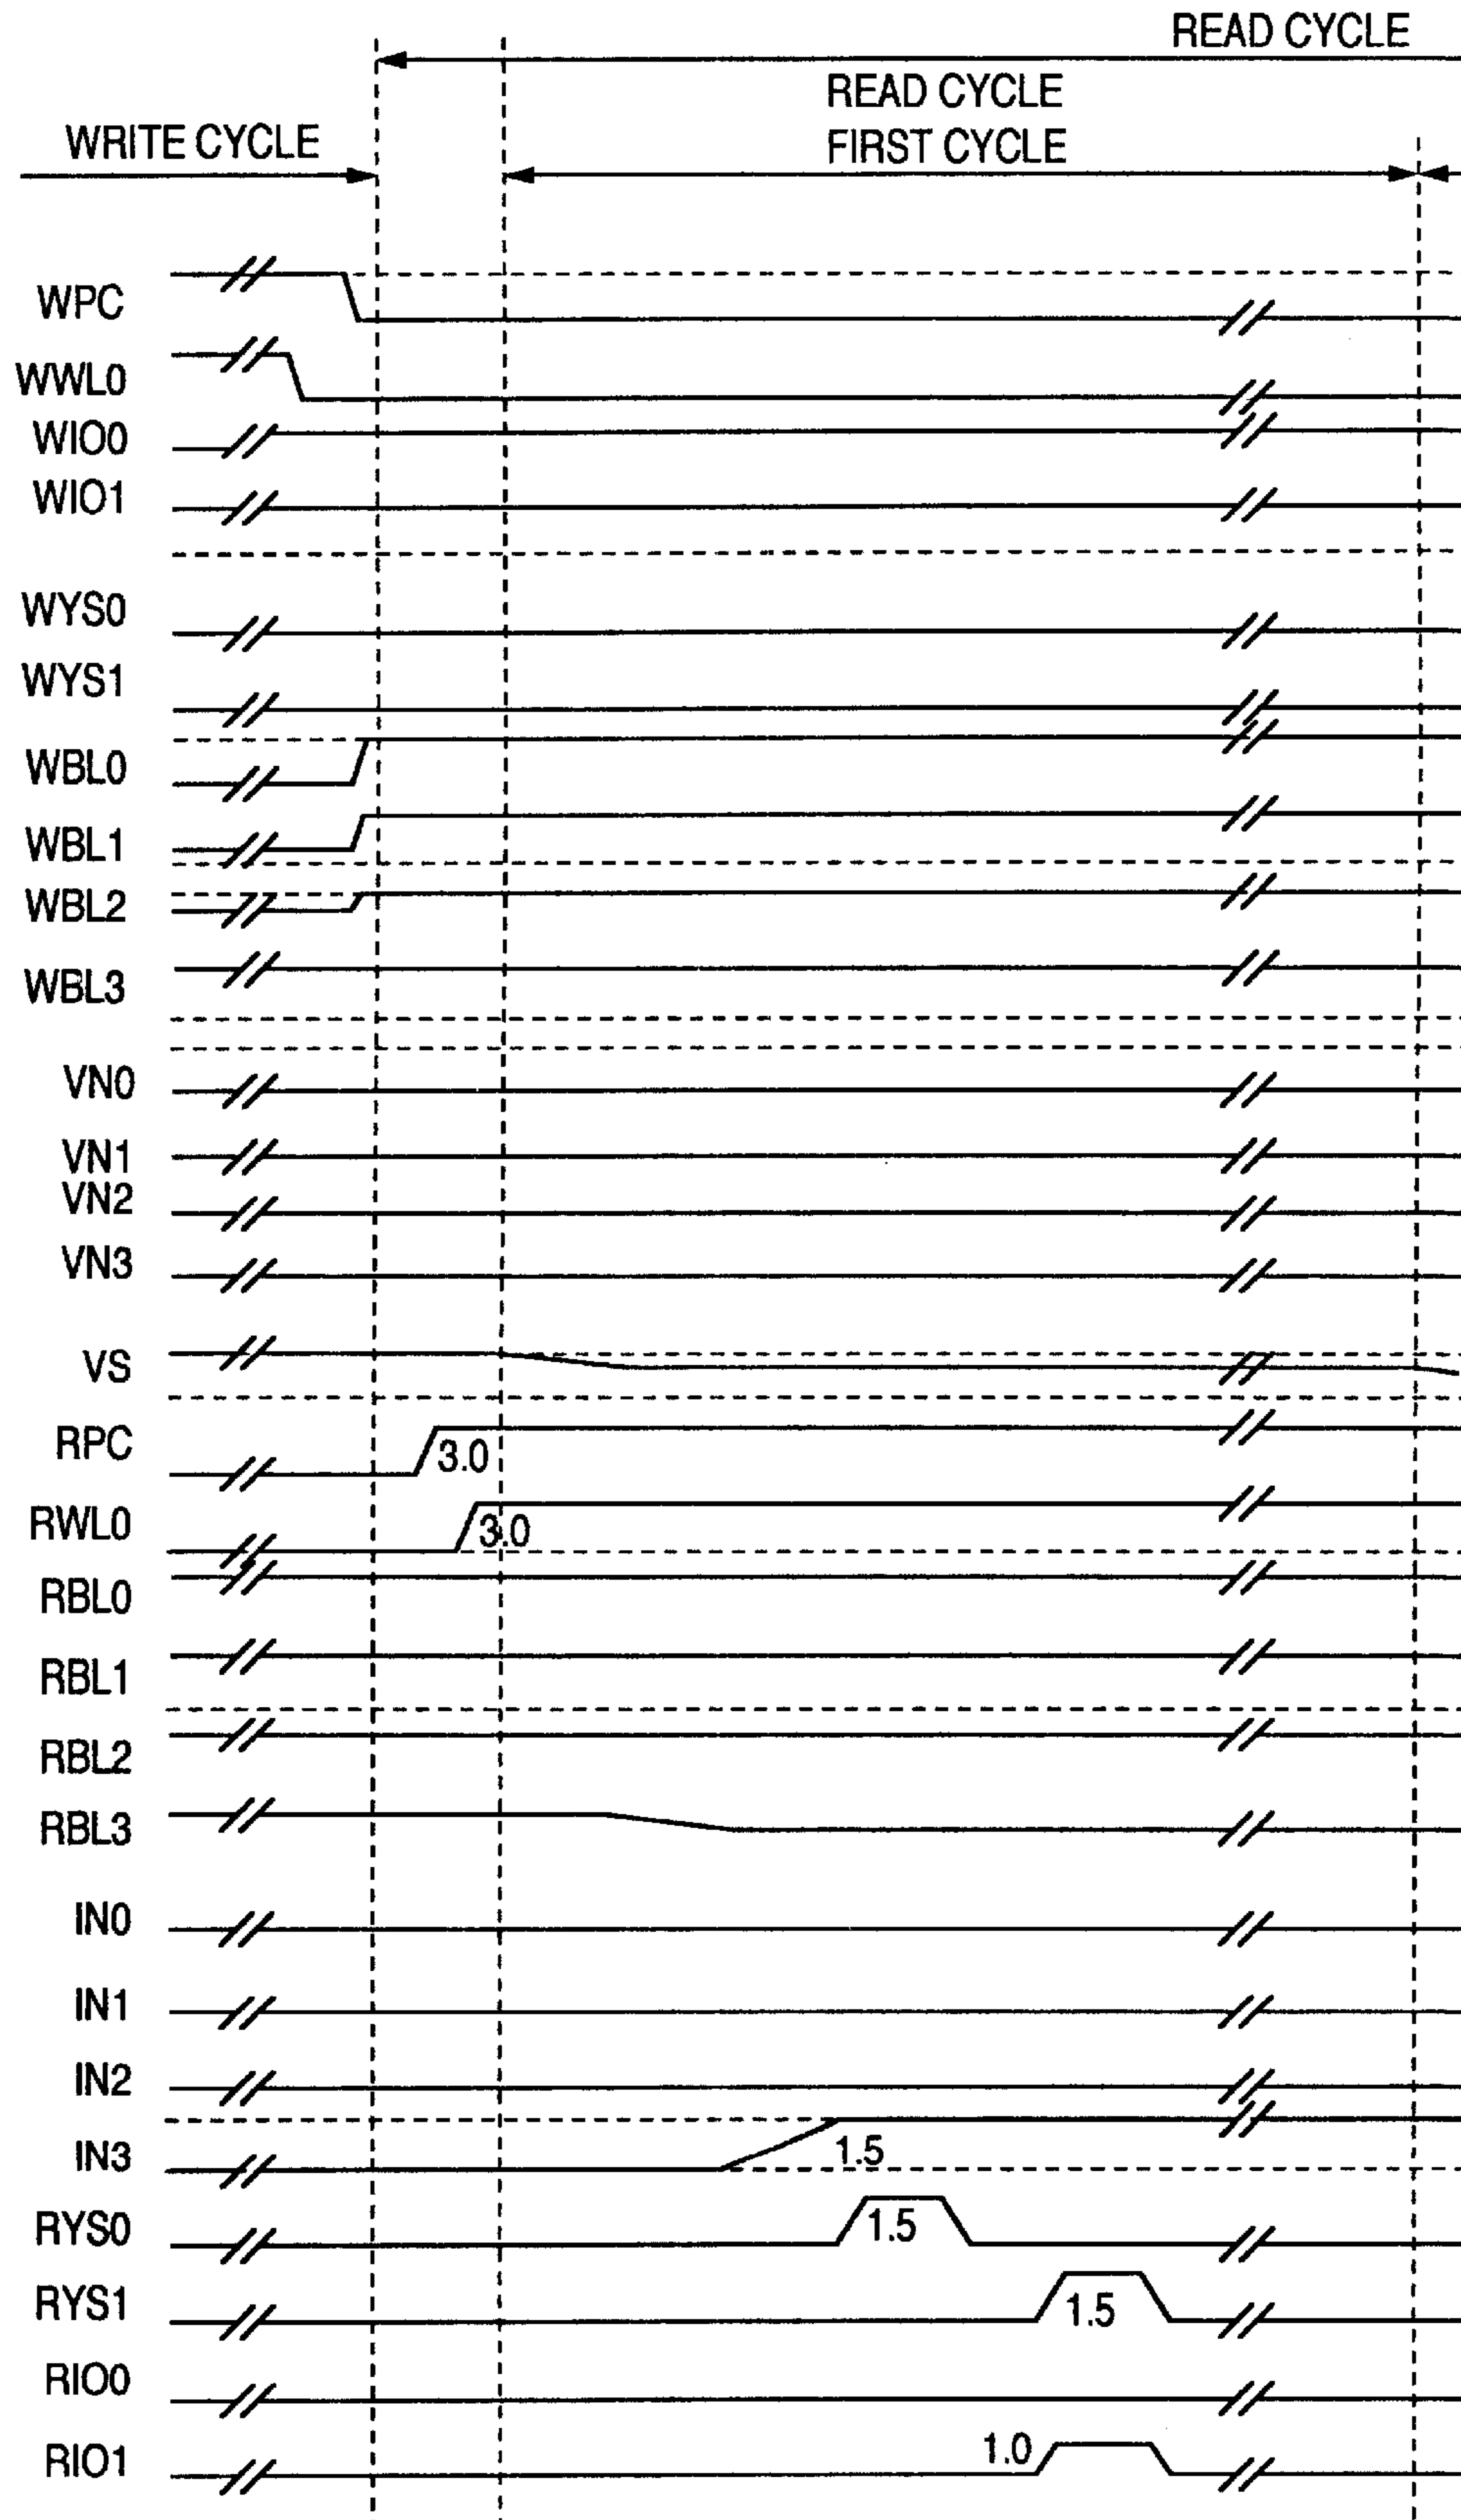 READ CYCLE
READ CYCLE
WRITE CYCLE
FIRST CYCLE
WPC
WWL0
WIO0
WIO1
WYS0
WYS1
WBL0
WBL1
WBL2
WBL3
VN0
VN1
VN2
VN3
VS
RPC
3.0
RWL0
3.0
RBL0
RBL1
RBL2
RBL3
IN0
IN1
IN2
IN3
1.5
RYS0
1.5
RYS1
1.5
RIO0
1.0
RIO1